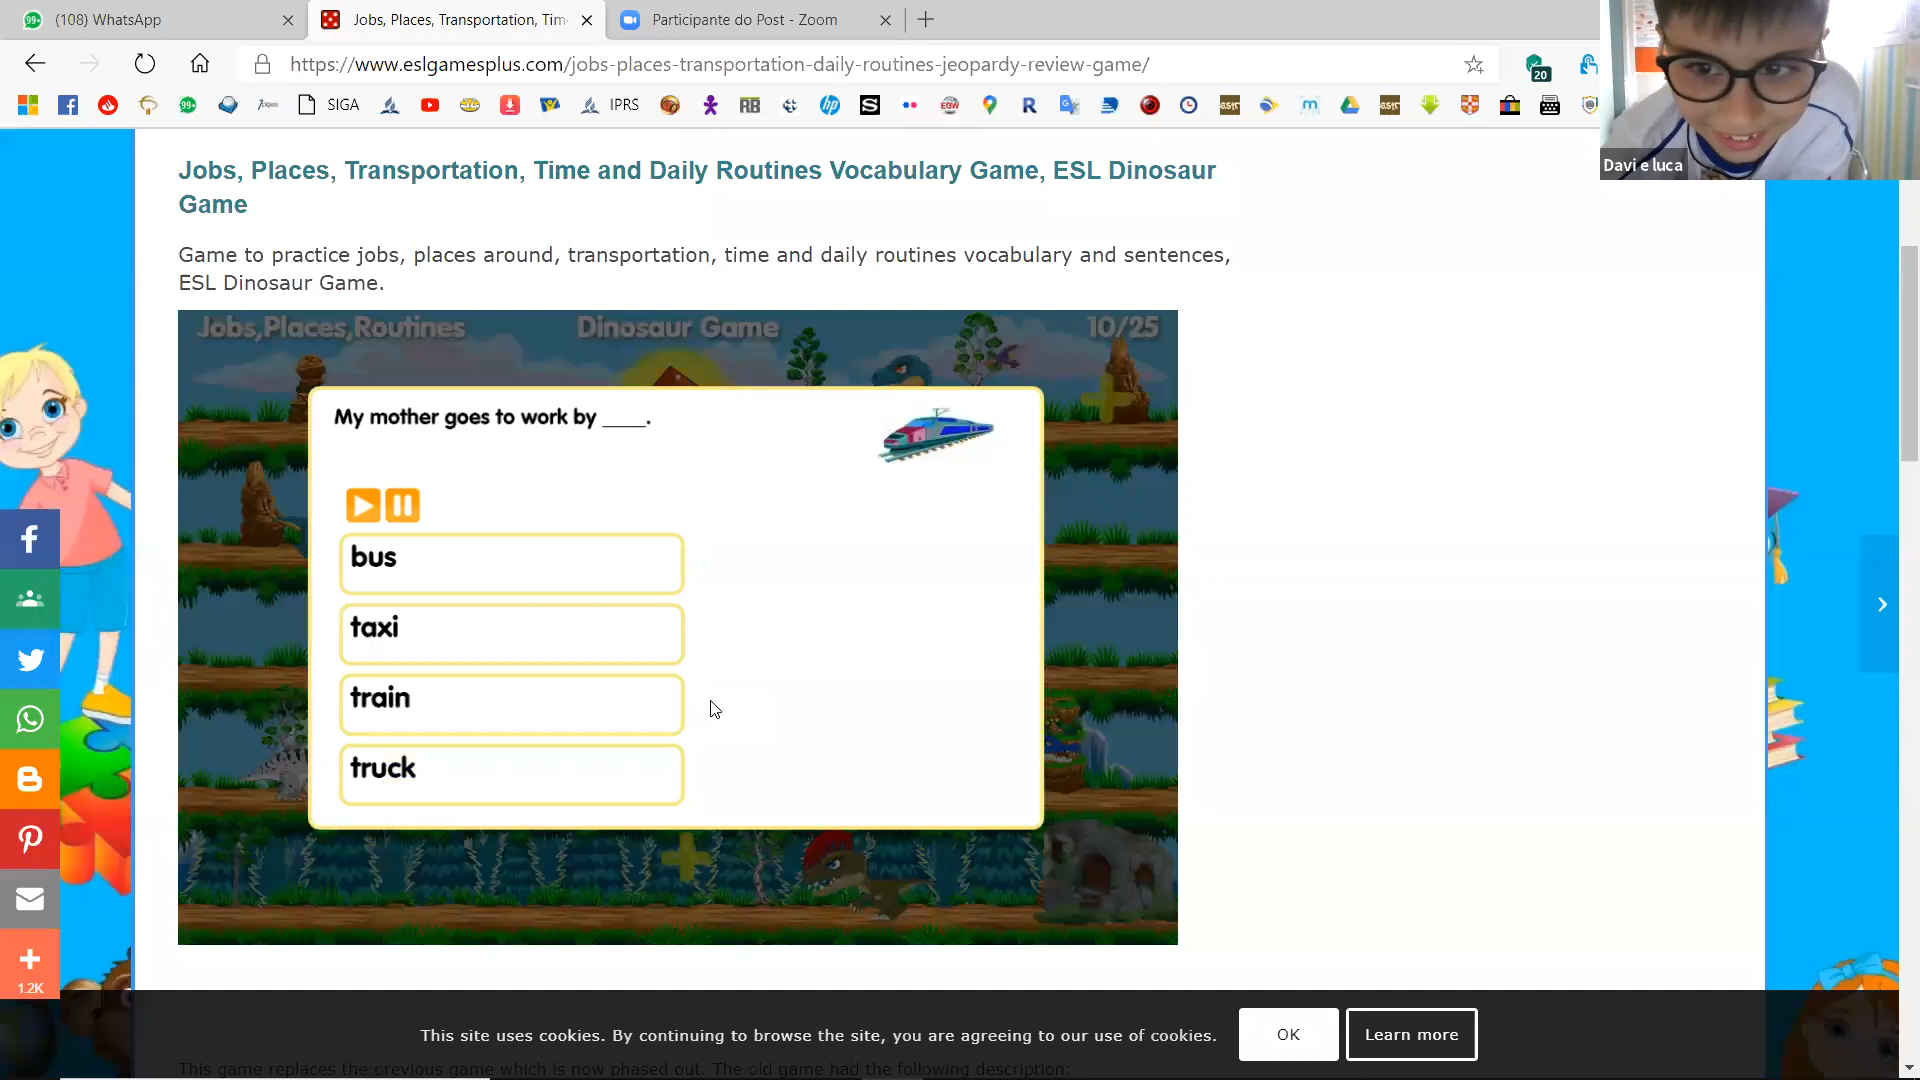 (108) WhatsApp
Jobs, Places, Transportation, Tim
Participante do Post - Zoom
https://www.eslgamesplus.com/jobs-places-transportation-daily-routines-jeopardy-review-game/
20
99+
SIGA
IPRS
RB
hp
S
EGW
R
m
Davi e luca
Jobs, Places, Transportation, Time and Daily Routines Vocabulary Game, ESL Dinosaur
Game
Game to practice jobs, places around, transportation, time and daily routines vocabulary and sentences,
ESL Dinosaur Game.
Jobs,Places,Routines
Dinosaur Game
10/25
My mother goes to work by ____.
bus
taxi
train
truck
1.2K
This site uses cookies. By continuing to browse the site, you are agreeing to our use of cookies.
OK
Learn more
This game replaces the previous game which is now phased out. The old game had the following description: